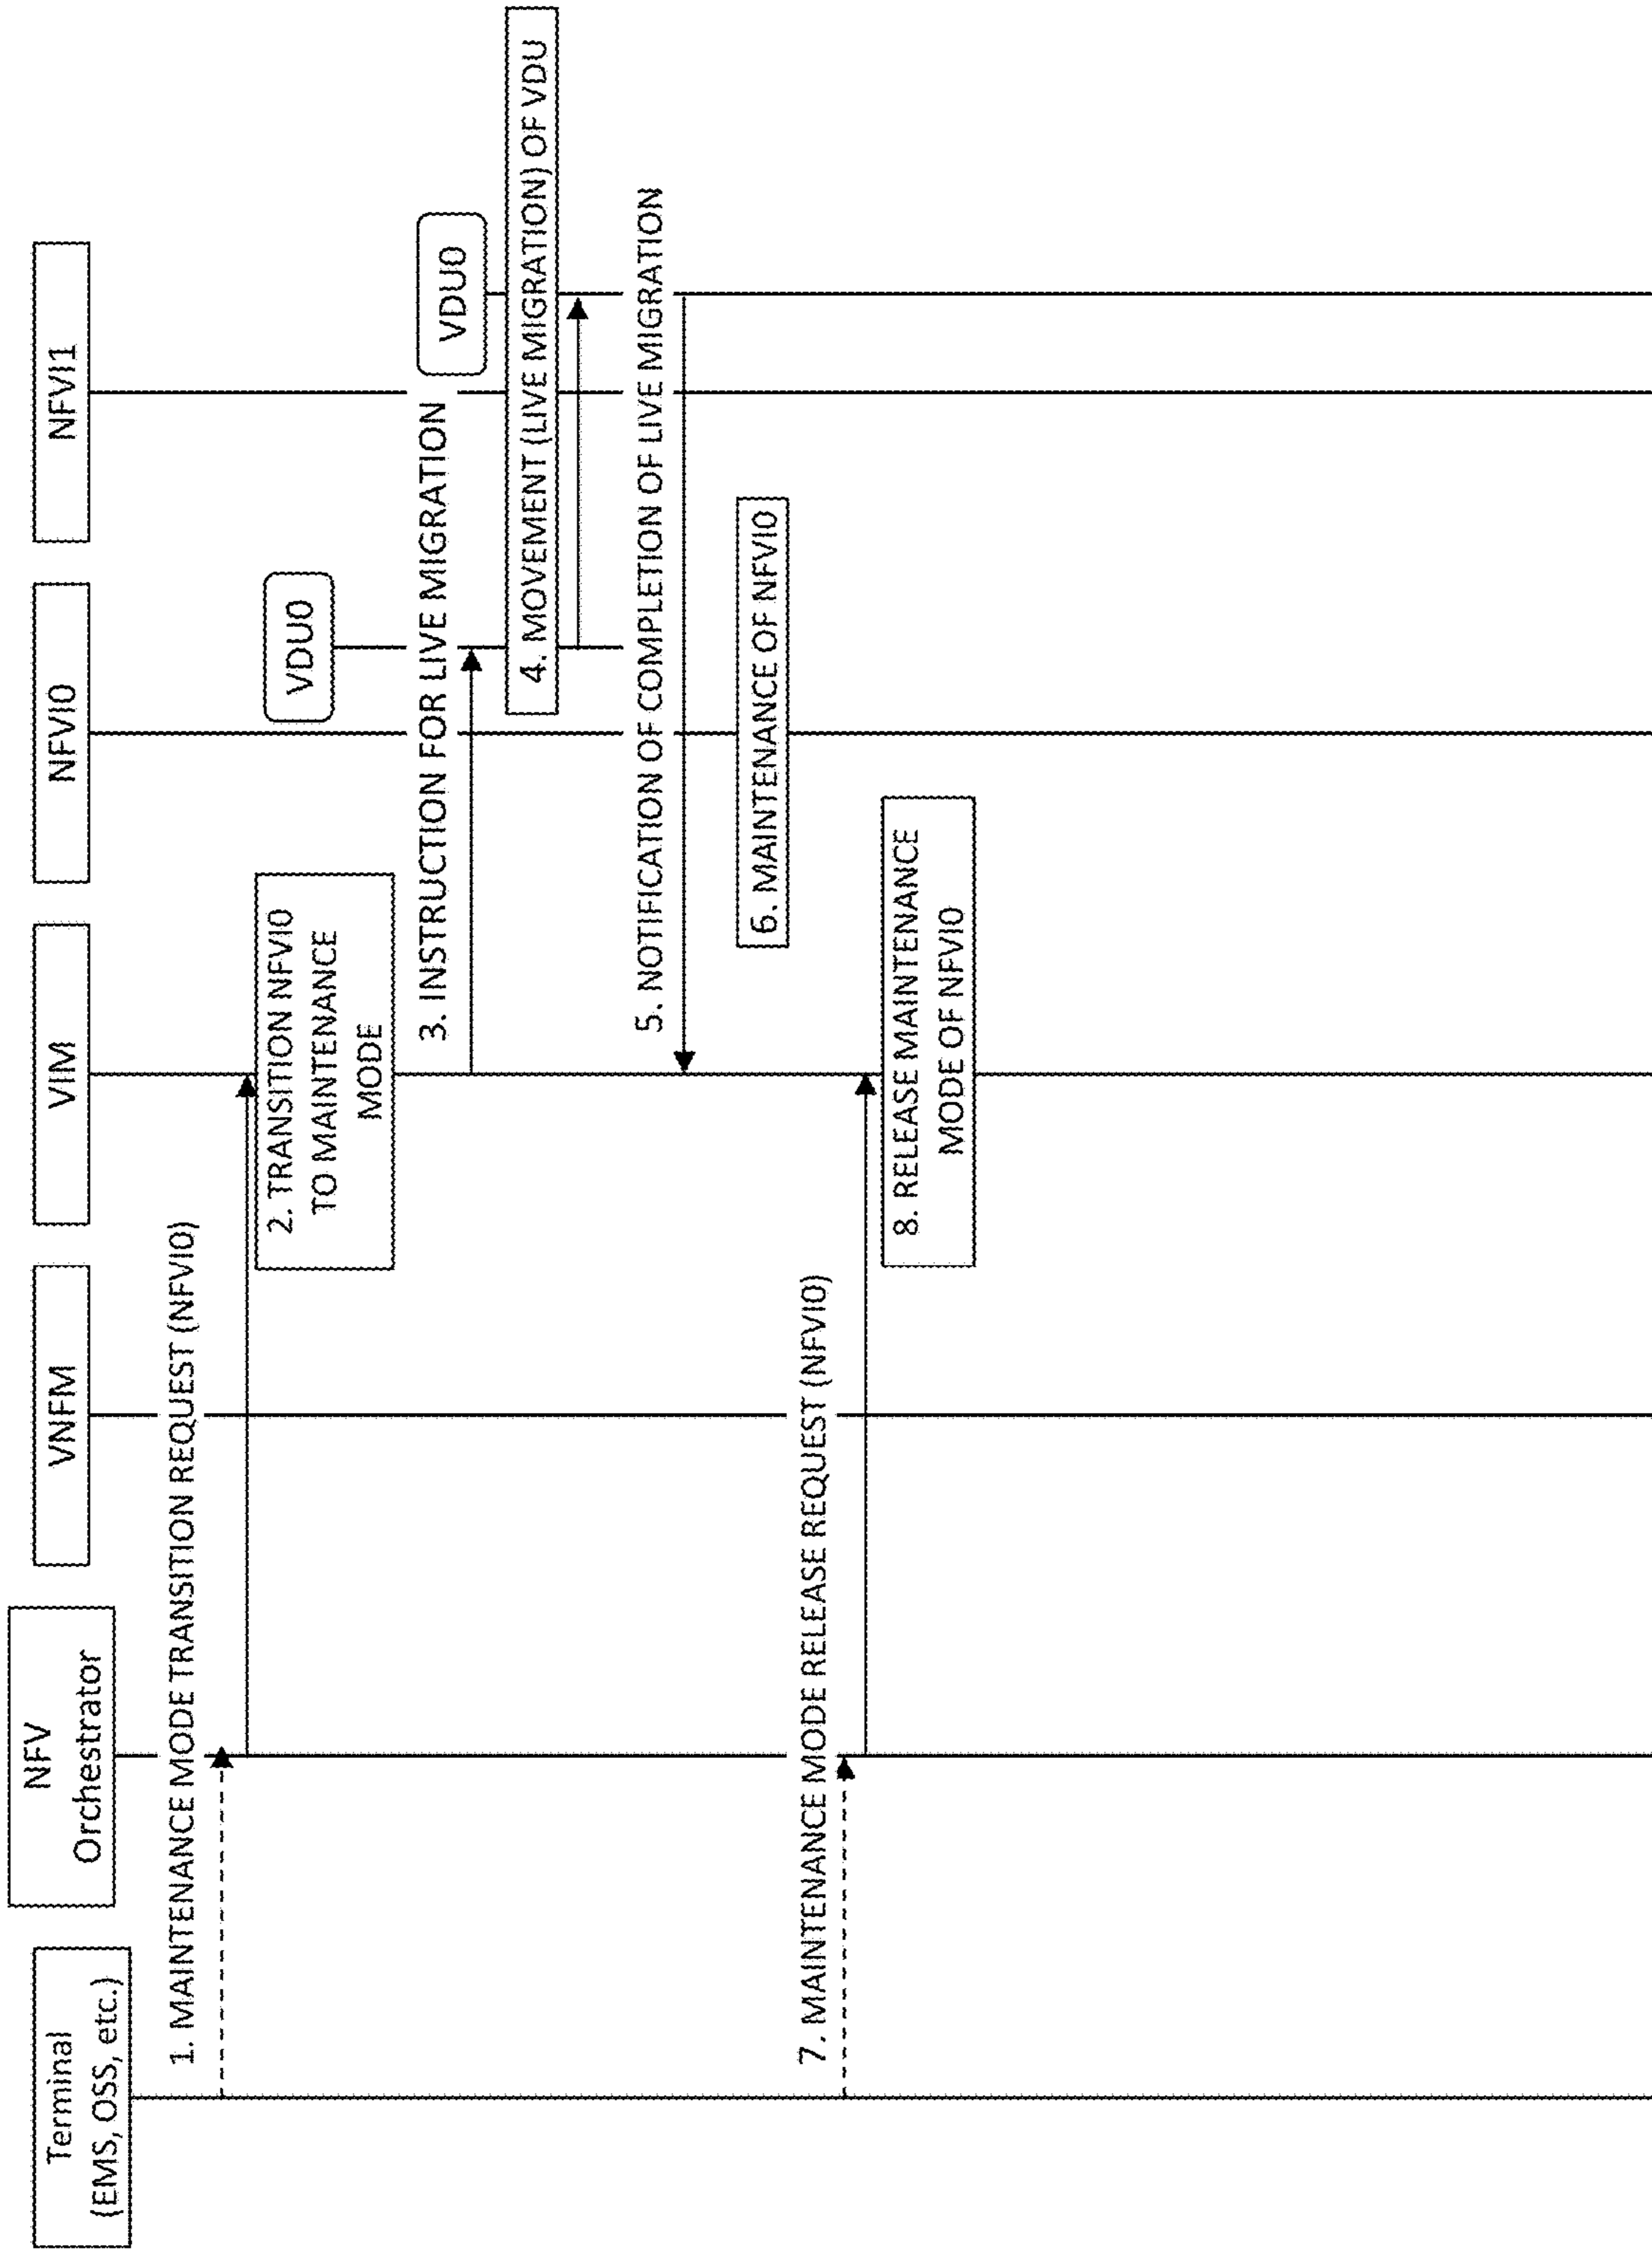 Terminal
(EMS, OSS, etc.)
NFV
Orchestrator
VNFM
VIM
NFVI0
NFVI1
1. MAINTENANCE MODE TRANSITION REQUEST (NFVI0)
2. TRANSITION NFVI0
TO MAINTENANCE
MODE
VDU0
3. INSTRUCTION FOR LIVE MIGRATION
VDU0
4. MOVEMENT (LIVE MIGRATION) OF VDU
5. NOTIFICATION OF COMPLETION OF LIVE MIGRATION
6. MAINTENANCE OF NFVI0
7. MAINTENANCE MODE RELEASE REQUEST (NFVI0)
8. RELEASE MAINTENANCE
MODE OF NFVI0